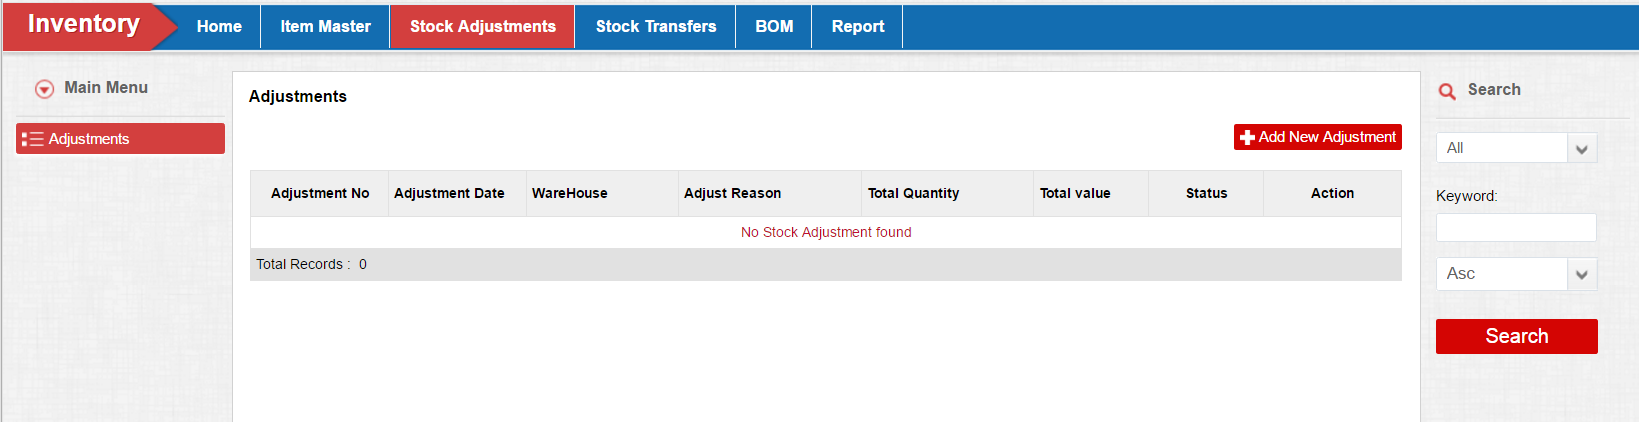 Inventory Home Item Master Stock Adjustments Stock Transfers BOM Report
Main Menu
Adjustments
Adjustments
Add New Adjustment
Adjustment No Adjustment Date WareHouse Adjust Reason Total Quantity Total value Status Action
No Stock Adjustment found
Total Records : 0
Search
All
Keyword:
Asc
Search